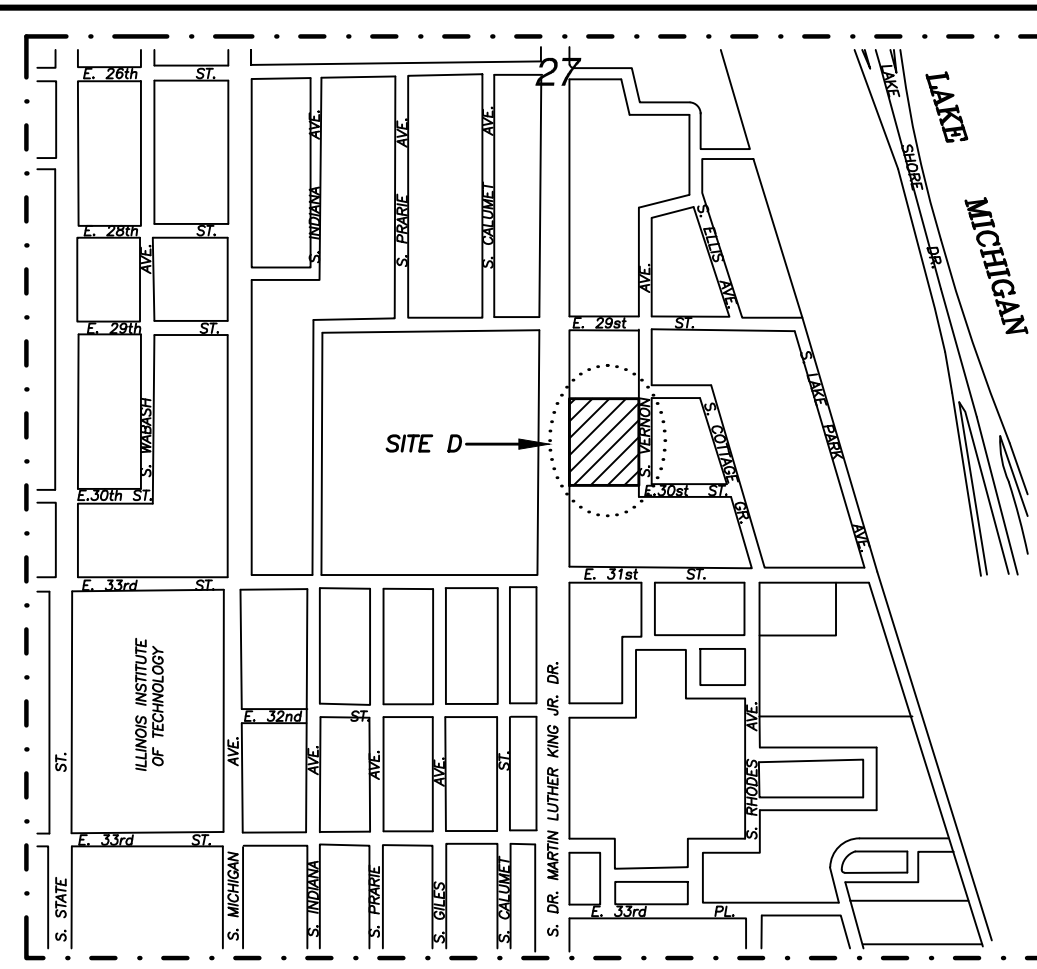 27
E. 26th ST.
LAKE SHORE DR.
LAKE MICHIGAN
S. INDIANA AVE.
S. PRARIE AVE.
S. CALUMET AVE.
E. 28th ST.
S. ELLIS AVE.
E. 29th ST.
E. 29st ST.
S. WABASH AVE.
S. VERNON AVE.
S. COTTAGE GR.
S. LAKE PARK AVE.
SITE D
E.30th ST.
E.30st ST.
E. 33rd ST.
E. 31st ST.
ILLINOIS INSTITUTE
OF TECHNOLOGY
E. 32nd ST.
S. STATE ST.
S. MICHIGAN AVE.
S. INDIANA AVE.
S. PRARIE AVE.
S. GILES AVE.
S. CALUMET ST.
S. DR. MARTIN LUTHER KING JR. DR.
S. RHODES AVE.
E. 33rd ST.
E. 33rd PL.